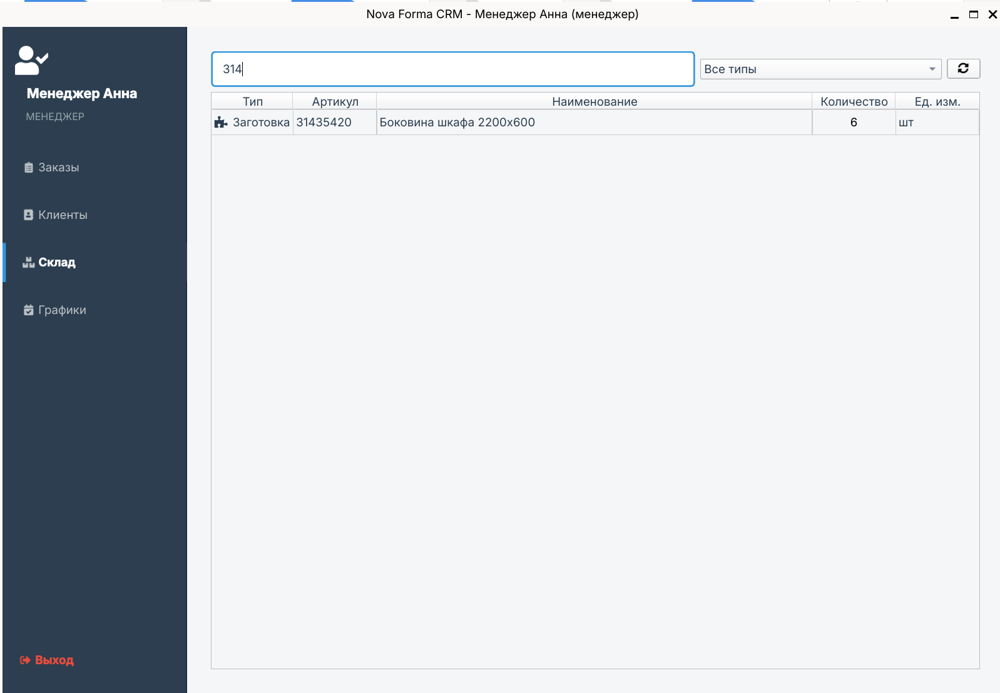 Nova Forma CRM - Менеджер Анна (менеджер)
Менеджер Анна
МЕНЕДЖЕР
Заказы
Клиенты
Склад
Графики
Выход
314
Все типы
Тип Артикул Наименование Количество Ед. изм.
Заготовка 31435420 Боковина шкафа 2200x600 6 шт